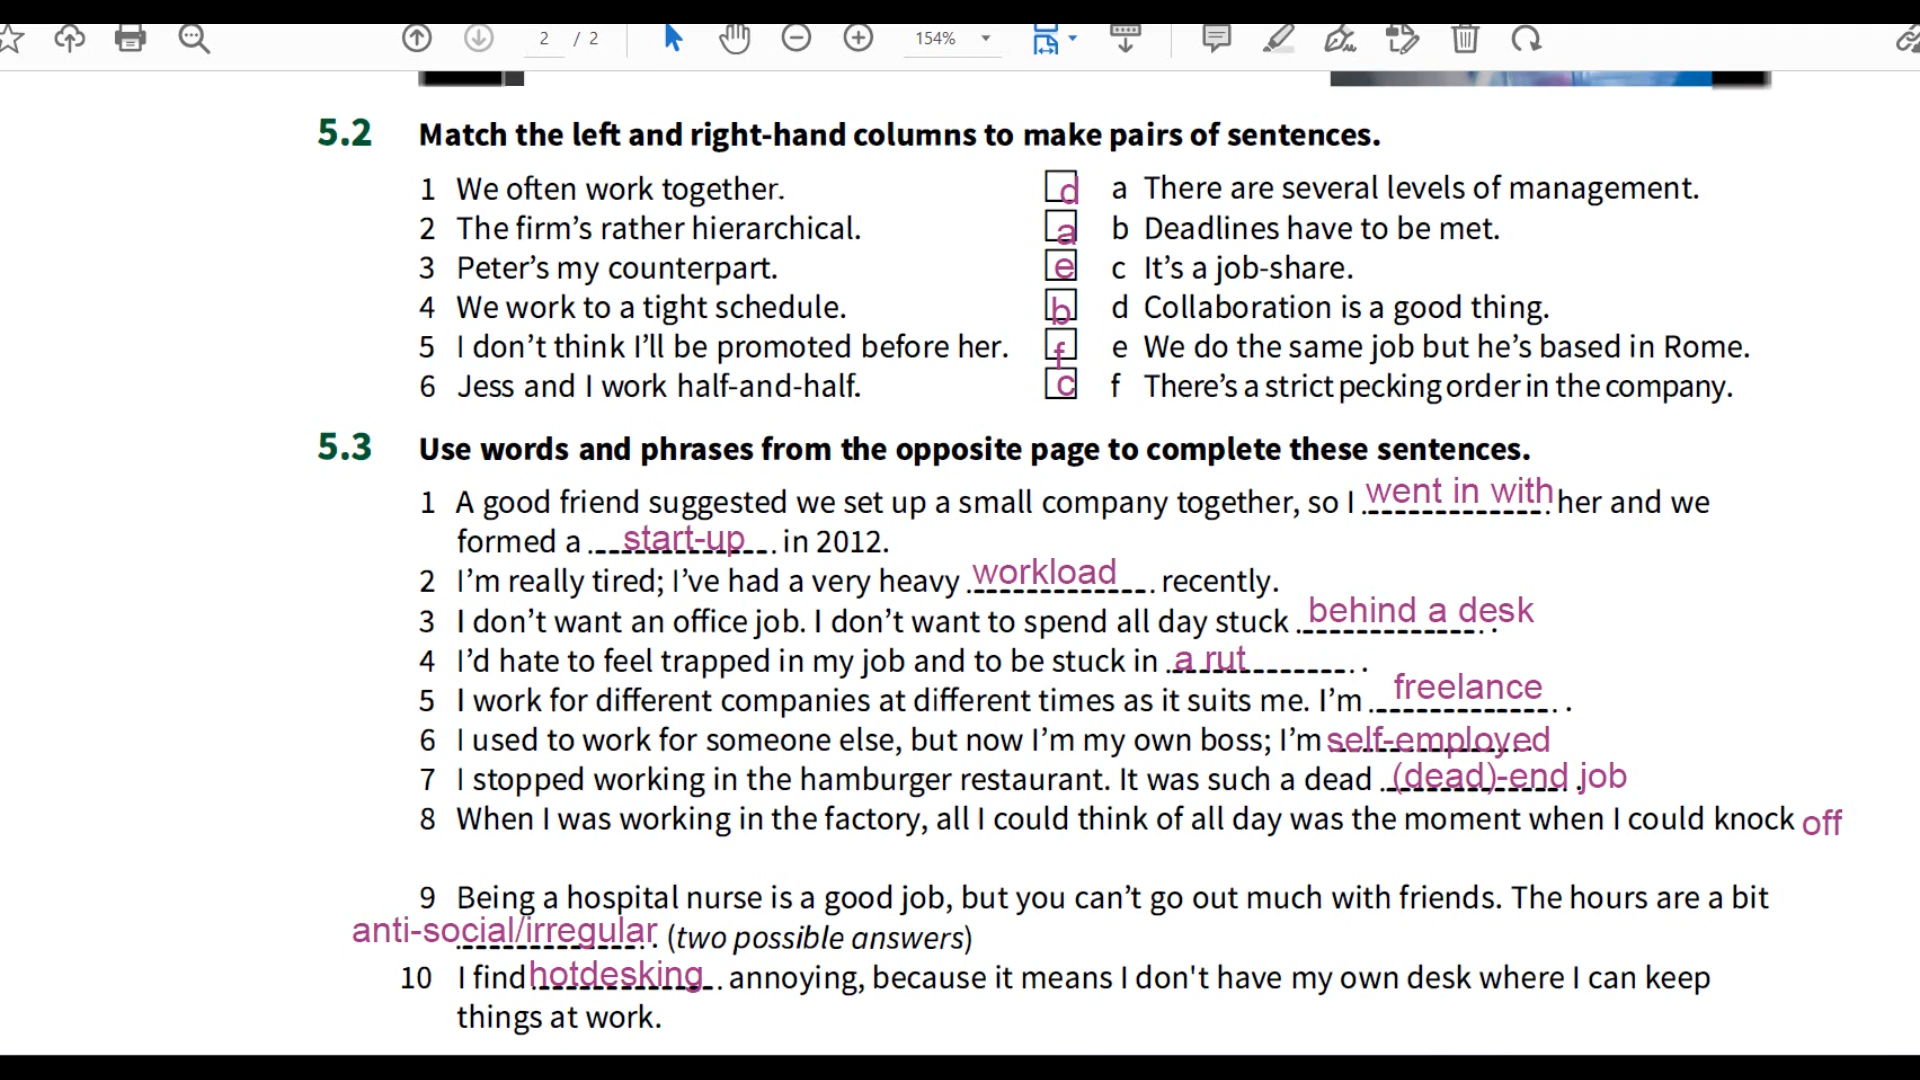 2 / 2 154%
5.2 Match the left and right-hand columns to make pairs of sentences.
1 We often work together. d a There are several levels of management.
2 The firm’s rather hierarchical. a b Deadlines have to be met.
3 Peter’s my counterpart. e c It’s a job-share.
4 We work to a tight schedule. b d Collaboration is a good thing.
5 I don’t think I’ll be promoted before her. f e We do the same job but he’s based in Rome.
6 Jess and I work half-and-half. c f There’s a strict pecking order in the company.
5.3 Use words and phrases from the opposite page to complete these sentences.
1 A good friend suggested we set up a small company together, so I went in with her and we
formed a start-up in 2012.
2 I’m really tired; I’ve had a very heavy workload recently.
3 I don’t want an office job. I don’t want to spend all day stuck behind a desk .
4 I’d hate to feel trapped in my job and to be stuck in a rut .
5 I work for different companies at different times as it suits me. I’m freelance .
6 I used to work for someone else, but now I’m my own boss; I’m self-employed
7 I stopped working in the hamburger restaurant. It was such a dead (dead)-end job .
8 When I was working in the factory, all I could think of all day was the moment when I could knock off
9 Being a hospital nurse is a good job, but you can’t go out much with friends. The hours are a bit
anti-social/irregular . (two possible answers)
10 I find hotdesking annoying, because it means I don't have my own desk where I can keep
things at work.